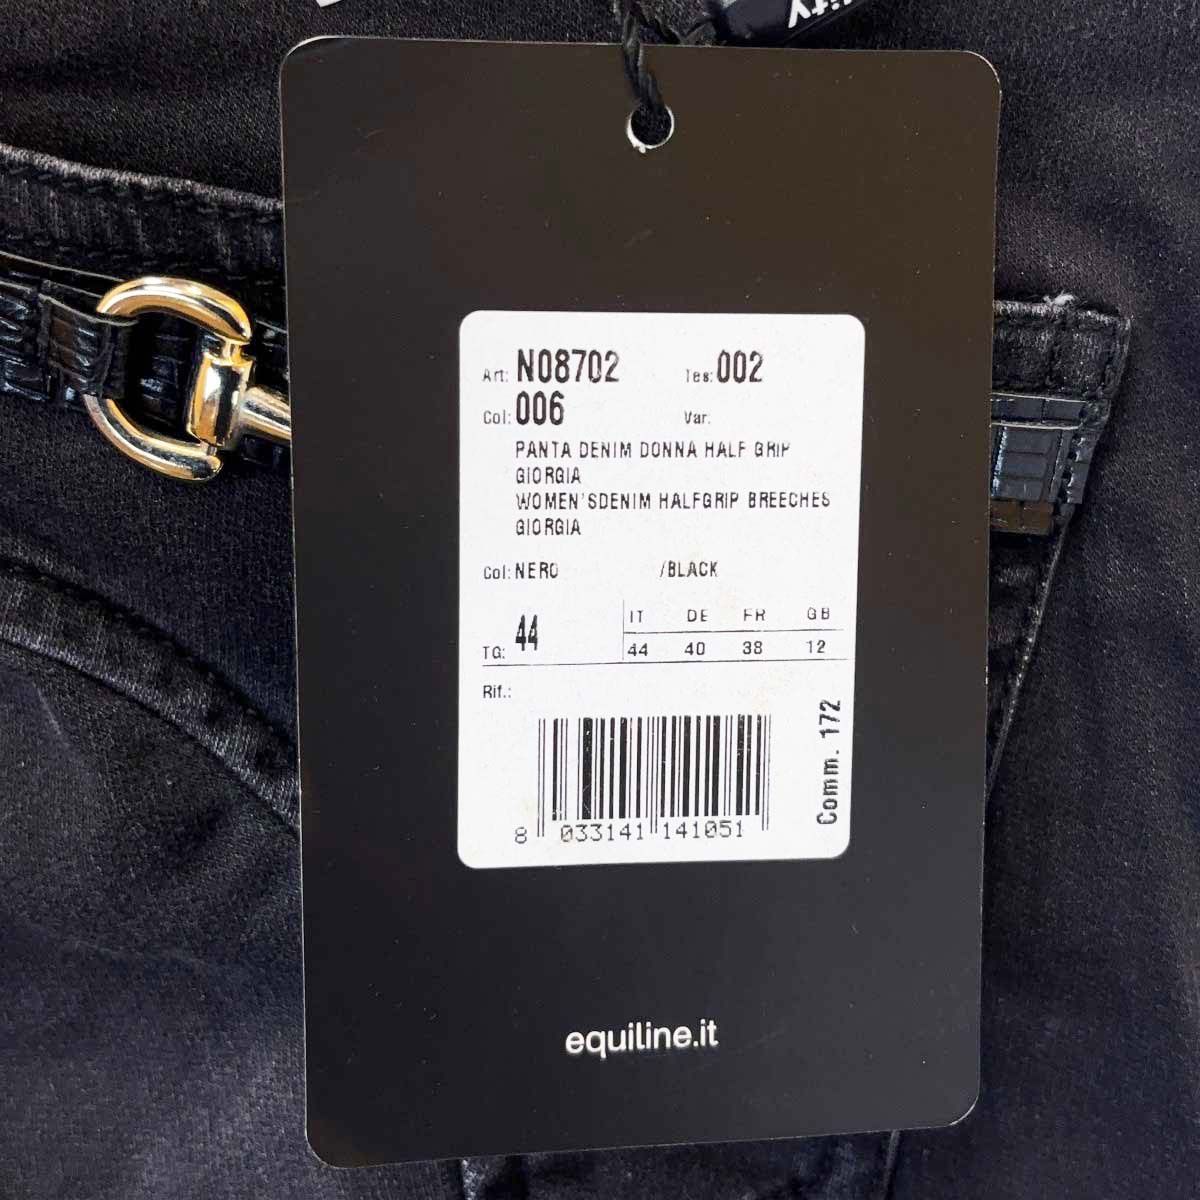 Art: N08702 Tes: 002
Col: 006 Var.
PANTA DENIM DONNA HALF GRIP
GIORGIA
WOMEN'SDENIM HALFGRIP BREECHES
GIORGIA
Col: NERO /BLACK
IT DE FR GB
TG: 44 44 40 38 12
Rif.:
Comm. 172
8 033141 141051
equiline.it